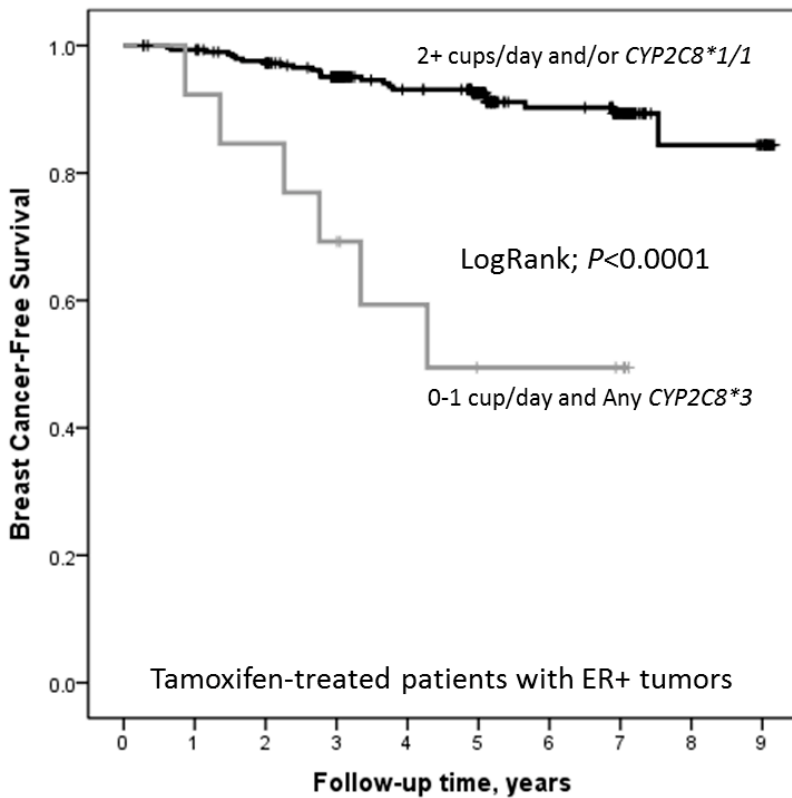 1.0
2+ cups/day and/or CYP2C8*1/1
0.8
LogRank; P<0.0001
0.6
0-1 cup/day and Any CYP2C8*3
0.4
0.2
Tamoxifen-treated patients with ER+ tumors
0.0
Breast Cancer-Free Survival
0 1 2 3 4 5 6 7 8 9
Follow-up time, years